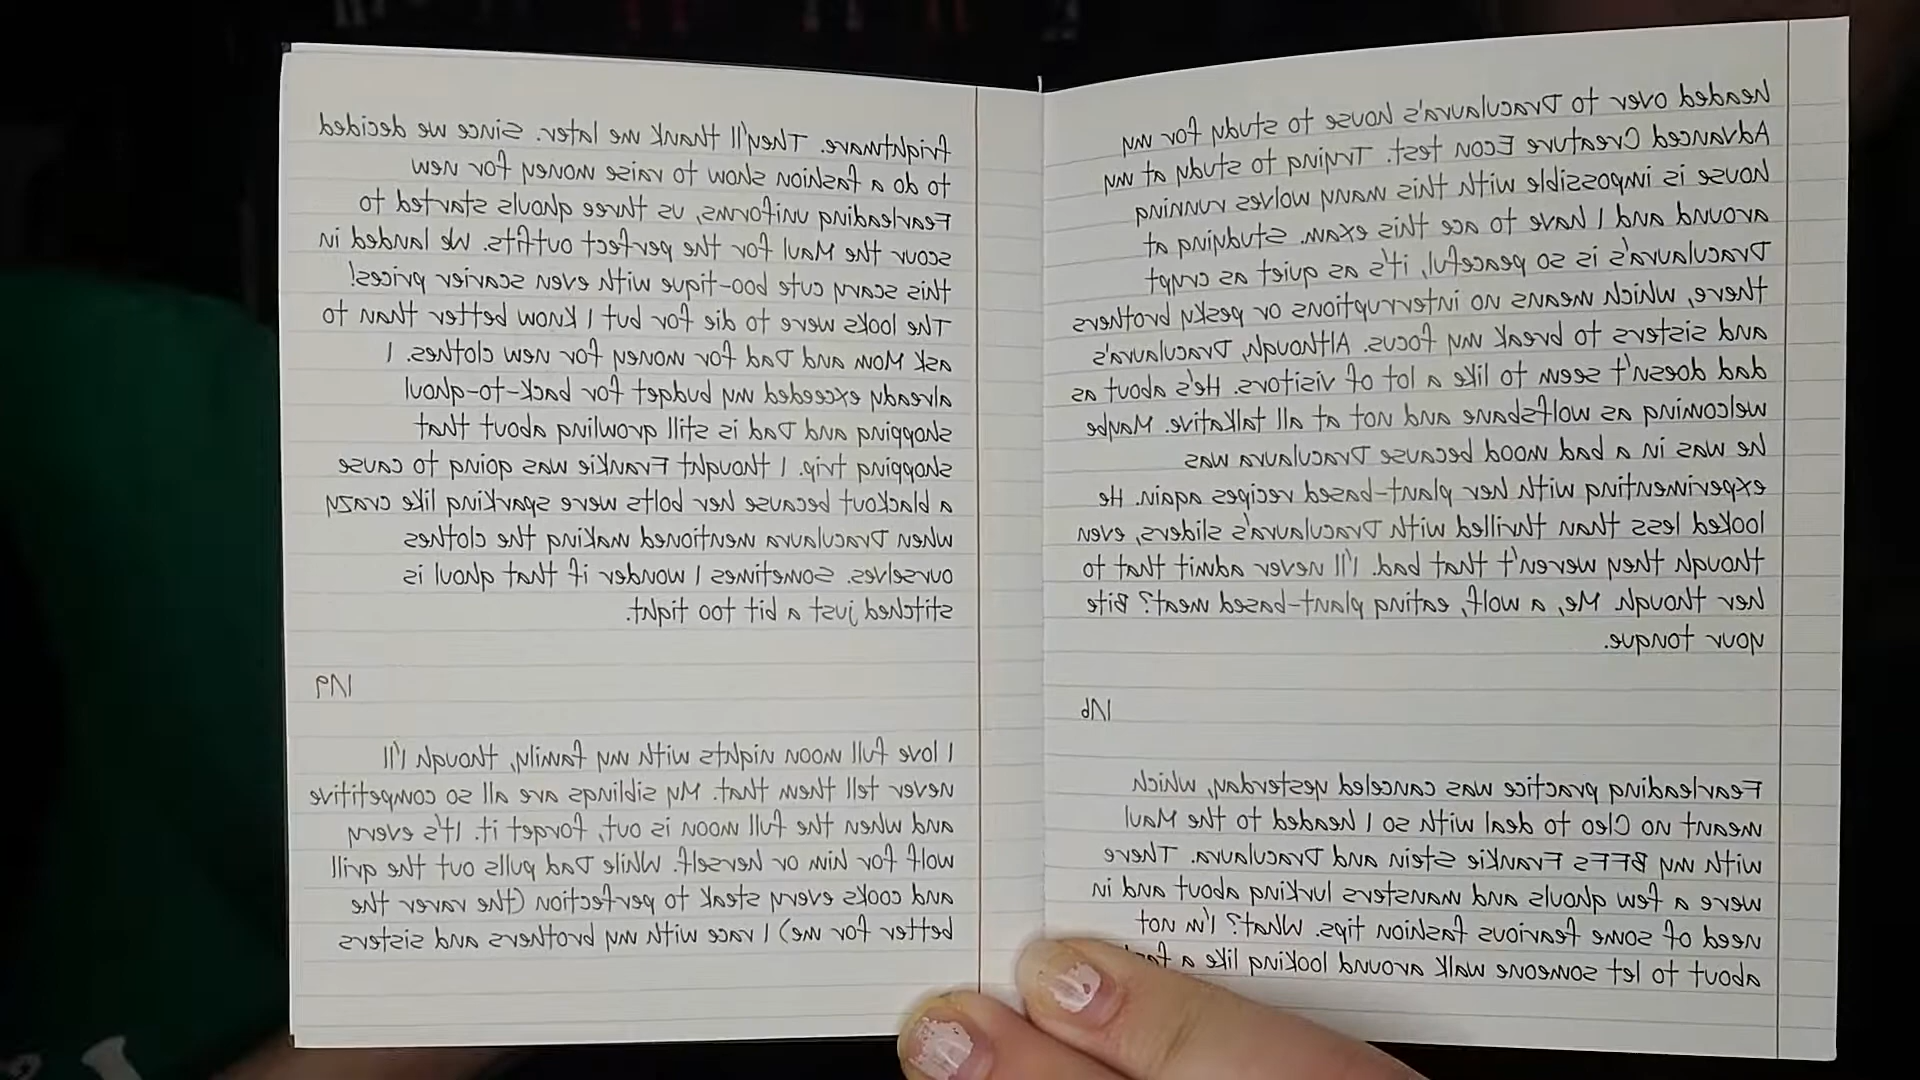 headed over to Draculaura's house to study for my
Advanced Creature Econ test. Trying to study at my
house is impossible with this many wolves running
around and I have to ace this exam. Studying at
Draculaura's is so peaceful, it's as quiet as crypt
there, which means no interruptions or pesky brothers
and sisters to break my focus. Although, Draculaura's
dad doesn't seem to like a lot of visitors. He's about as
welcoming as wolfsbane and not at all talkative. Maybe
he was in a bad mood because Draculaura was
experimenting with her plant-based recipes again. He
looked less than thrilled with Draculaura's sliders, even
though they weren't that bad. I'll never admit that to
her though. Me, a wolf, eating plant-based meat? Bite
your tongue.
Fearleading practice was canceled yesterday, which
meant no Cleo to deal with so I headed to the Maul
with my BFFs Frankie Stein and Draculaura. There
were a few ghouls and mansters lurking about and in
need of some fearious fashion tips. What? I'm not
about to let someone walk around looking like a
frightmare. They'll thank me later. Since we decided
to do a fashion show to raise money for new
Fearleading uniforms, us three ghouls started to
scour the Maul for the perfect outfits. We landed in
this scary cute boo-tique with even scarier prices!
The looks were to die for but I know better than to
ask Mom and Dad for money for new clothes. I
already exceeded my budget for back-to-ghoul
shopping and Dad is still growling about that
shopping trip. I thought Frankie was going to cause
a blackout because her bolts were sparking like crazy
when Draculaura mentioned making the clothes
ourselves. Sometimes I wonder if that ghoul is
stitched just a bit too tight.
I love full moon nights with my family, though I'll
never tell them that. My siblings are all so competitive
and when the full moon is out, forget it. It's every
wolf for him or herself. While Dad pulls out the grill
and cooks every steak to perfection (the rarer the
better for me) I race with my brothers and sisters